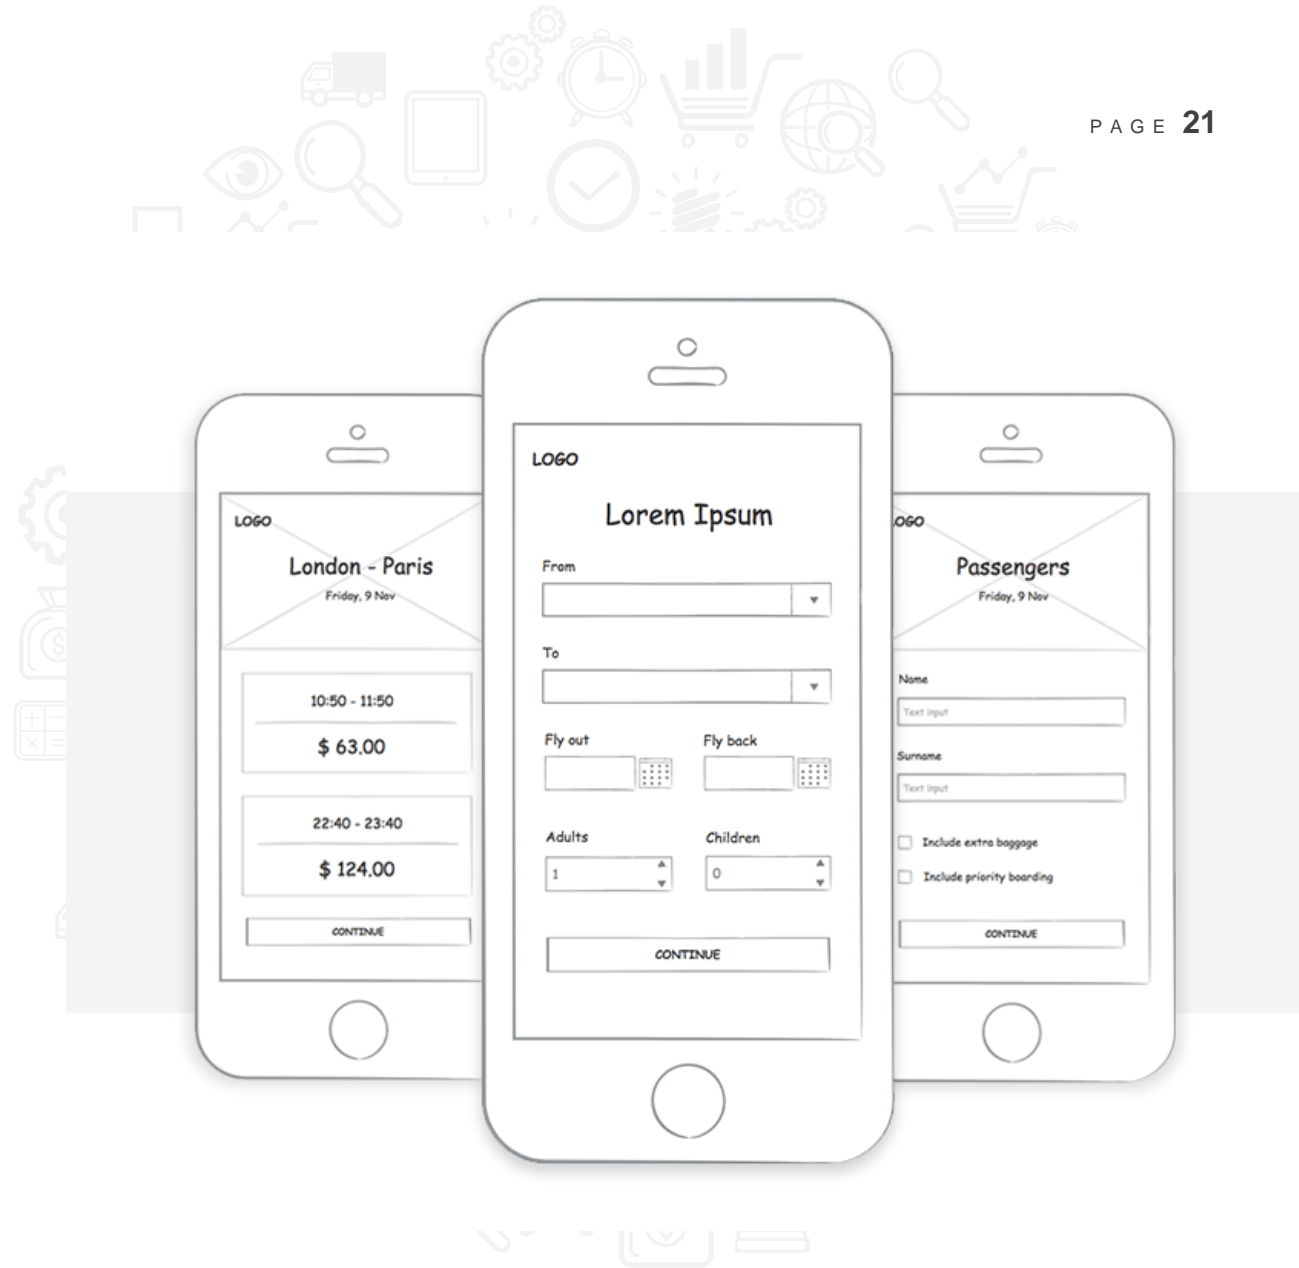 PAGE 21
LOGO
London - Paris
Friday, 9 Nov
10:50 - 11:50
$ 63.00
22:40 - 23:40
$ 124.00
CONTINUE
LOGO
Lorem Ipsum
From
To
Fly out Fly back
Adults Children
1 0
CONTINUE
OGO
Passengers
Friday, 9 Nov
Name
Text input
Surname
Text input
Include extra baggage
Include priority boarding
CONTINUE